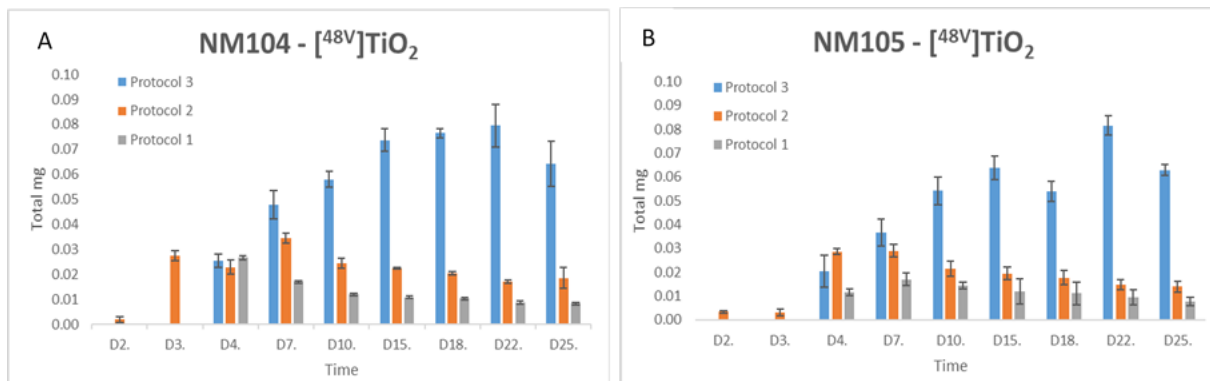 A
NM104 - [⁴⁸V]TiO₂
0.10
0.09
0.08
0.07
0.06
0.05
0.04
0.03
0.02
0.01
0.00
Total mg
Protocol 3
Protocol 2
Protocol 1
D2. D3. D4. D7. D10. D15. D18. D22. D25.
Time
B
NM105 - [⁴⁸V]TiO₂
0.10
0.09
0.08
0.07
0.06
0.05
0.04
0.03
0.02
0.01
0.00
Total mg
Protocol 3
Protocol 2
Protocol 1
D2. D3. D4. D7. D10. D15. D18. D22. D25.
Time